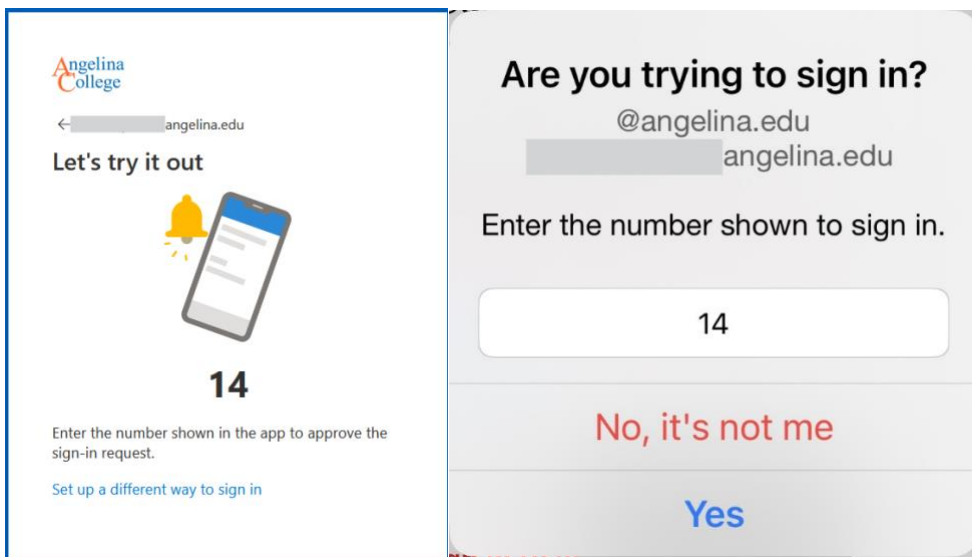 Angelina
College
angelina.edu
Let's try it out
14
Enter the number shown in the app to approve the
sign-in request.
Set up a different way to sign in
Are you trying to sign in?
@angelina.edu
angelina.edu
Enter the number shown to sign in.
14
No, it's not me
Yes